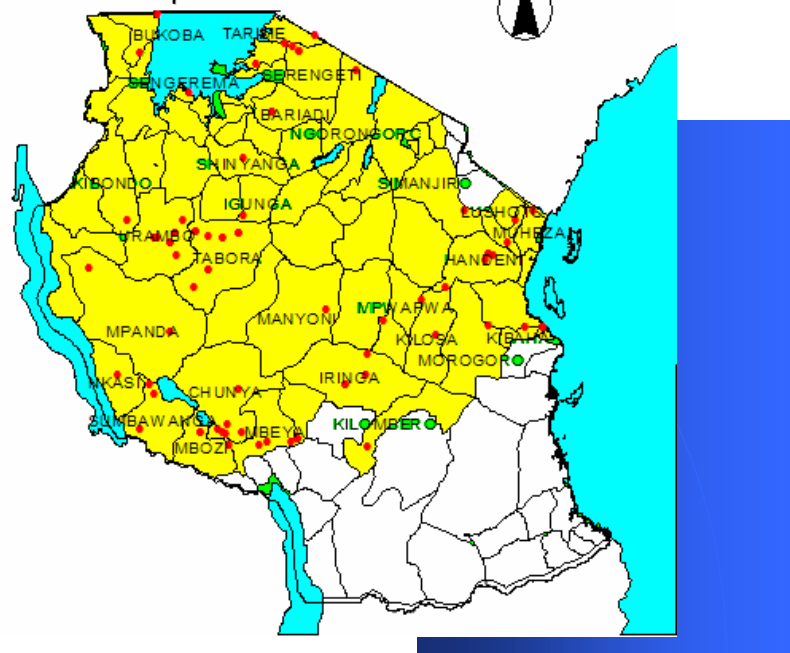 BUKOBA
TARIME
SENGEREMA
SERENGETI
BARIADI
NGORONGORO
SHINYANGA
KIBONDO
SIMANJIRO
IGUNGA
LUSHOTO
MUHEZA
URAMBO
TABORA
HANDENI
MPANDA
MANYONI
MPWAPWA
KILOSA
KIBAHA
MOROGORO
NKASI
CHUNYA
IRINGA
SUMBAWANGA
MBOZI
MBEYA
KILOMBERO